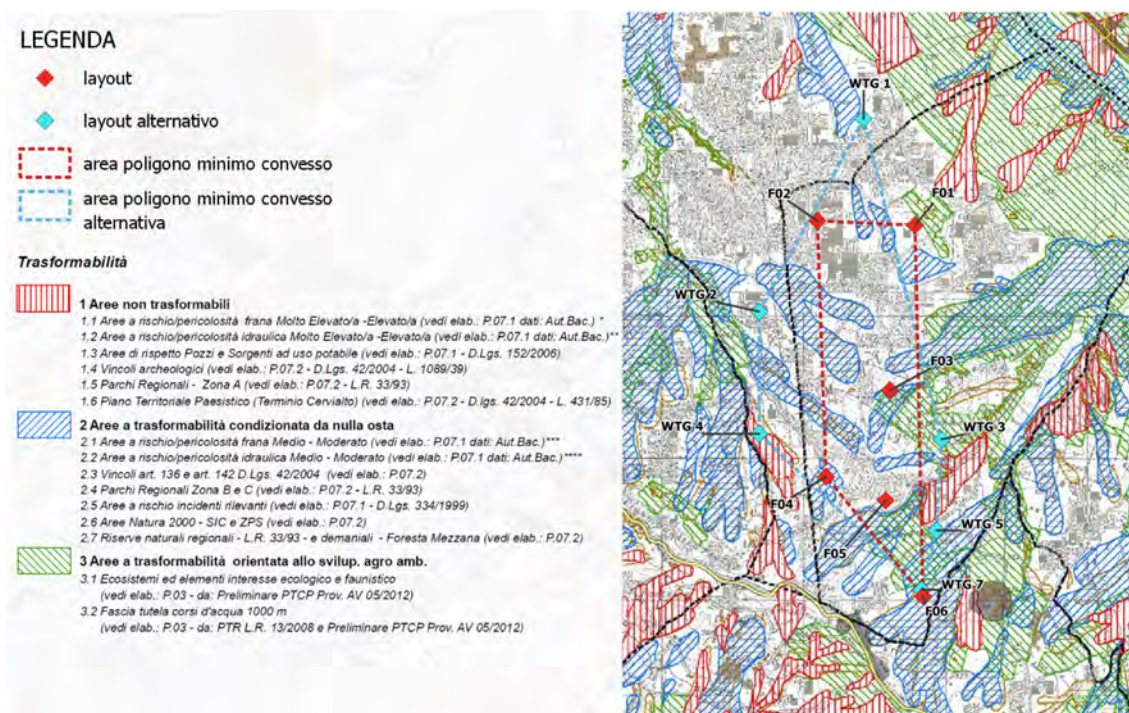 LEGENDA
layout
layout alternativo
area poligono minimo convesso
area poligono minimo convesso
alternativa
Trasformabilità
1 Aree non trasformabili
1.1 Aree a rischio/pericolosità frana Molto Elevato/a -Elevato/a (vedi elab.: P.07.1 dati: Aut.Bac.) *
1.2 Aree a rischio/pericolosità idraulica Molto Elevato/a -Elevato/a (vedi elab.: P.07.1 dati: Aut.Bac.)**
1.3 Aree di rispetto Pozzi e Sorgenti ad uso potabile (vedi elab.: P.07.1 - D.Lgs. 152/2006)
1.4 Vincoli archeologici (vedi elab.: P.07.2 - D.Lgs. 42/2004 - L. 1089/39)
1.5 Parchi Regionali - Zona A (vedi elab.: P.07.2 - L.R. 33/93)
1.6 Piano Territoriale Paesistico (Terminio Cervialto) (vedi elab.: P.07.2 - D.lgs. 42/2004 - L. 431/85)
2 Aree a trasformabilità condizionata da nulla osta
2.1 Aree a rischio/pericolosità frana Medio - Moderato (vedi elab.: P.07.1 dati: Aut.Bac.)***
2.2 Aree a rischio/pericolosità idraulica Medio - Moderato (vedi elab.: P.07.1 dati: Aut.Bac.)****
2.3 Vincoli art. 136 e art. 142 D.Lgs. 42/2004 (vedi elab.: P.07.2)
2.4 Parchi Regionali Zona B e C (vedi elab.: P.07.2 - L.R. 33/93)
2.5 Aree a rischio incidenti rilevanti (vedi elab.: P.07.1 - D.Lgs. 334/1999)
2.6 Aree Natura 2000 - SIC e ZPS (vedi elab.: P.07.2)
2.7 Riserve naturali regionali - L.R. 33/93 - e demaniali - Foresta Mezzana (vedi elab.: P.07.2)
3 Aree a trasformabilità orientata allo svilup. agro amb.
3.1 Ecosistemi ed elementi interesse ecologico e faunistico
(vedi elab.: P.03 - da: Preliminare PTCP Prov. AV 05/2012)
3.2 Fascia tutela corsi d'acqua 1000 m
(vedi elab.: P.03 - da: PTR L.R. 13/2008 e Preliminare PTCP Prov. AV 05/2012)
WTG 1
F02
F01
WTG 2
F03
WTG 4
WTG 3
F04
F05
WTG 5
WTG 7
F06